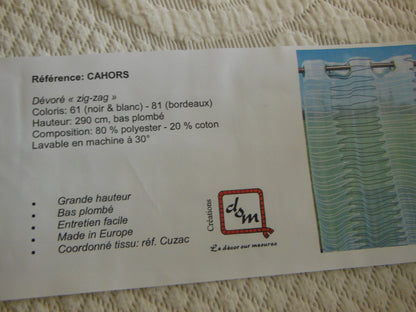 Référence: CAHORS
Dévoré « zig-zag »
Coloris: 61 (noir & blanc) - 81 (bordeaux)
Hauteur: 290 cm, bas plombé
Composition: 80 % polyester - 20 % coton
Lavable en machine à 30°
• Grande hauteur
• Bas plombé
• Entretien facile
• Made in Europe
• Coordonné tissu: réf. Cuzac
Créations
dom
Le décor sur mesures